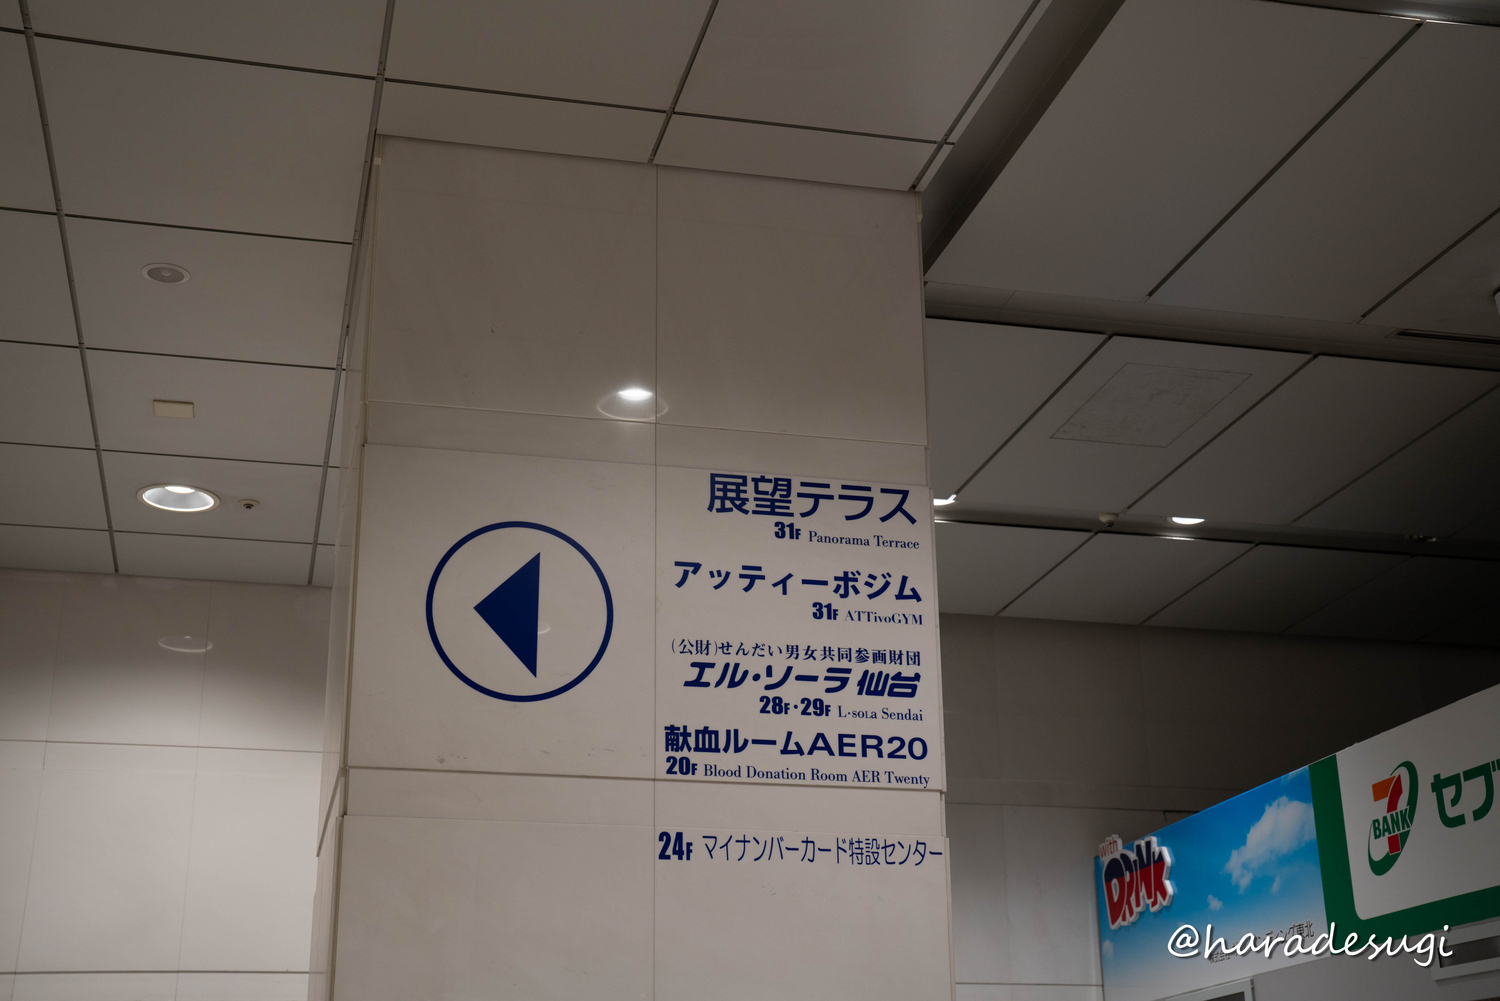 展望テラス
31F Panorama Terrace
アッティーボジム
31F ATTivoGYM
(公財)せんだい男女共同参画財団
エル・ソーラ仙台
28F・29F L・SOLA Sendai
献血ルームAER20
20F Blood Donation Room AER Twenty
24F マイナンバーカード特設センター
with
DRINK
7
BANK
セブ
@haradesugi